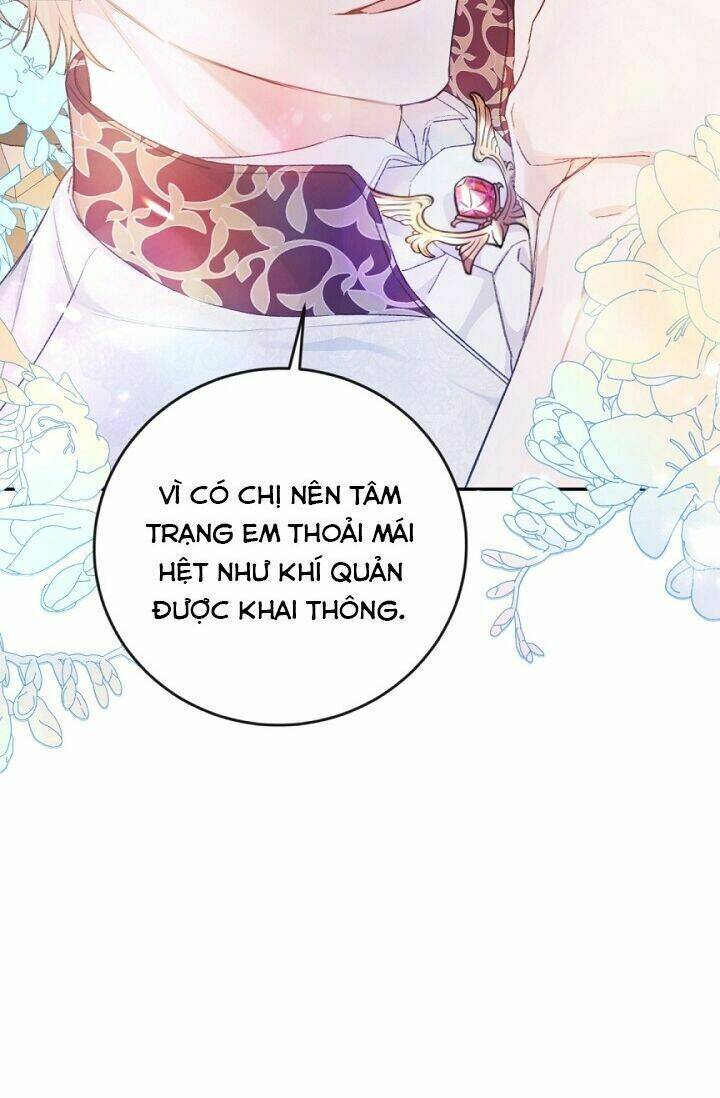 VÌ CÓ CHỊ NÊN TÂM
TRẠNG EM THOẢI MÁI
HỆT NHƯ KHÍ QUẢN
ĐƯỢC KHAI THÔNG.